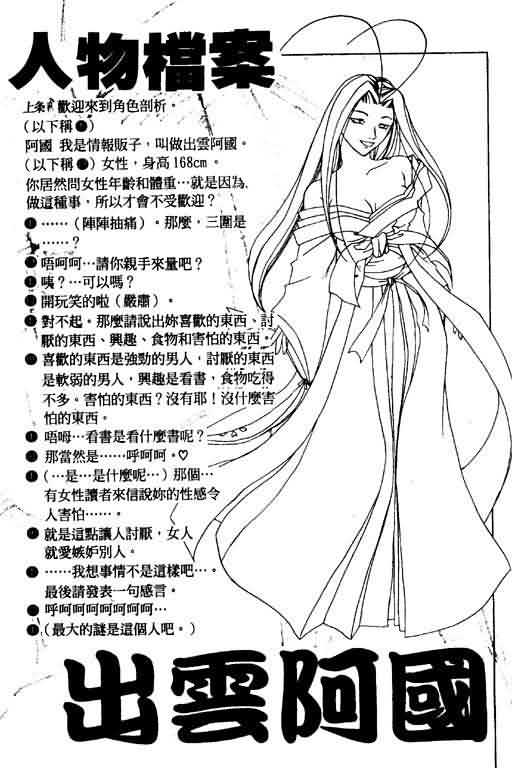 人物檔案
上条:歡迎來到角色剖析。
(以下稱●)
阿國 我是情報販子,叫做出雲阿國。
(以下稱●)女性,身高168cm。
你居然問女性年齡和體重…就是因為
做這種事,所以才會不受歡迎?
●……(陣陣抽痛)。那麼,三圍是
……?
●唔呵呵…請你親手來量吧?
●咦?…可以嗎?
●開玩笑的啦(嚴肅)。
●對不起。那麼請說出妳喜歡的東西、討
厭的東西、興趣、食物和害怕的東西。
●喜歡的東西是強勁的男人,討厭的東西
是軟弱的男人,興趣是看書,食物吃得
不多。害怕的東西?沒有耶!沒什麼害
怕的東西。
●唔呣…看書是看什麼書呢?
●那當然是……呼呵呵。♡
●(…是…是什麼呢…)那個…
有女性讀者來信說妳的性感令
人害怕……。
●就是這點讓人討厭,女人
就愛嫉妒別人。
●……我想事情不是這樣吧…。
最後請發表一句感言。
●呼呵呵呵呵呵呵…
●(最大的謎是這個人吧。)
出雲阿國